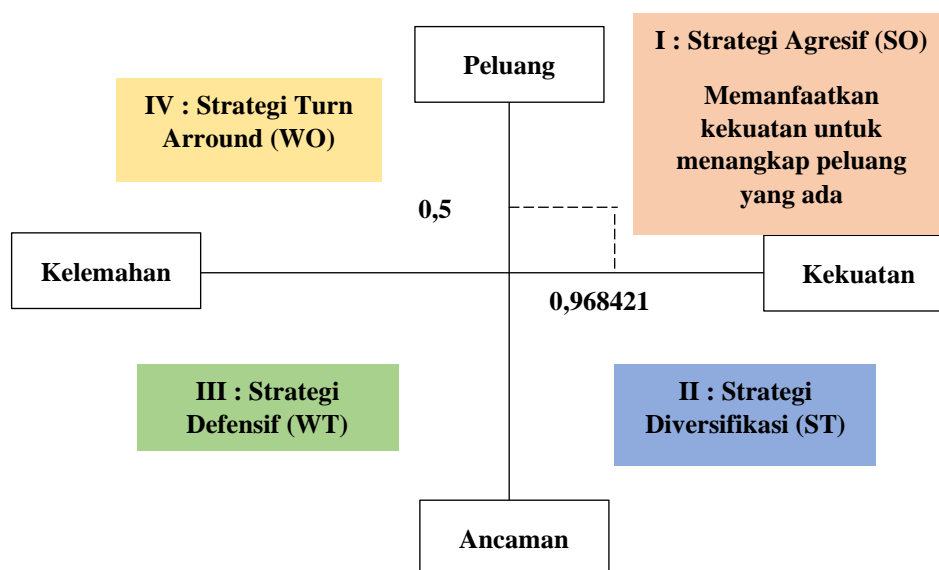 Peluang
I : Strategi Agresif (SO)
Memanfaatkan
kekuatan untuk
menangkap peluang
yang ada
IV : Strategi Turn
Arround (WO)
0,5
Kelemahan
Kekuatan
0,968421
III : Strategi
Defensif (WT)
II : Strategi
Diversifikasi (ST)
Ancaman